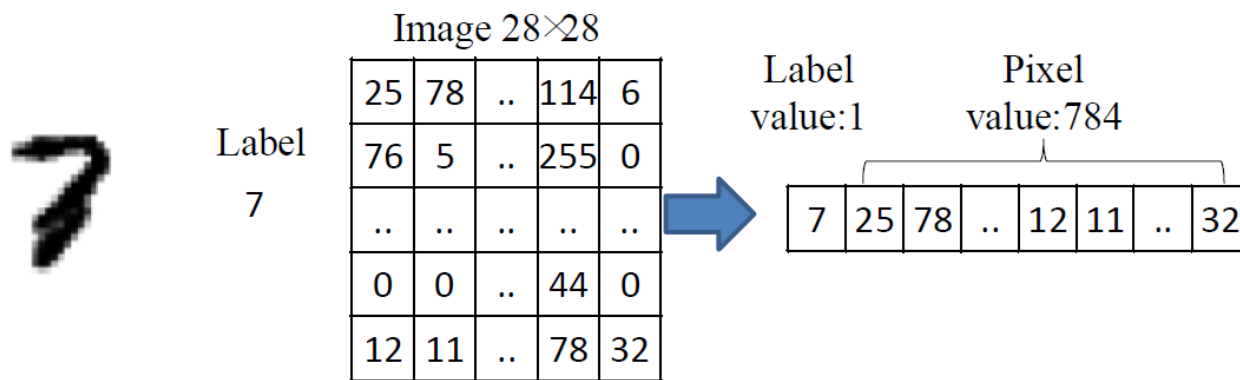 Image 28×28
25 78 .. 114 6
76 5 .. 255 0
.. .. .. .. ..
0 0 .. 44 0
12 11 .. 78 32
7
Label
7
Label
value:1
Pixel
value:784
7 25 78 .. 12 11 .. 32